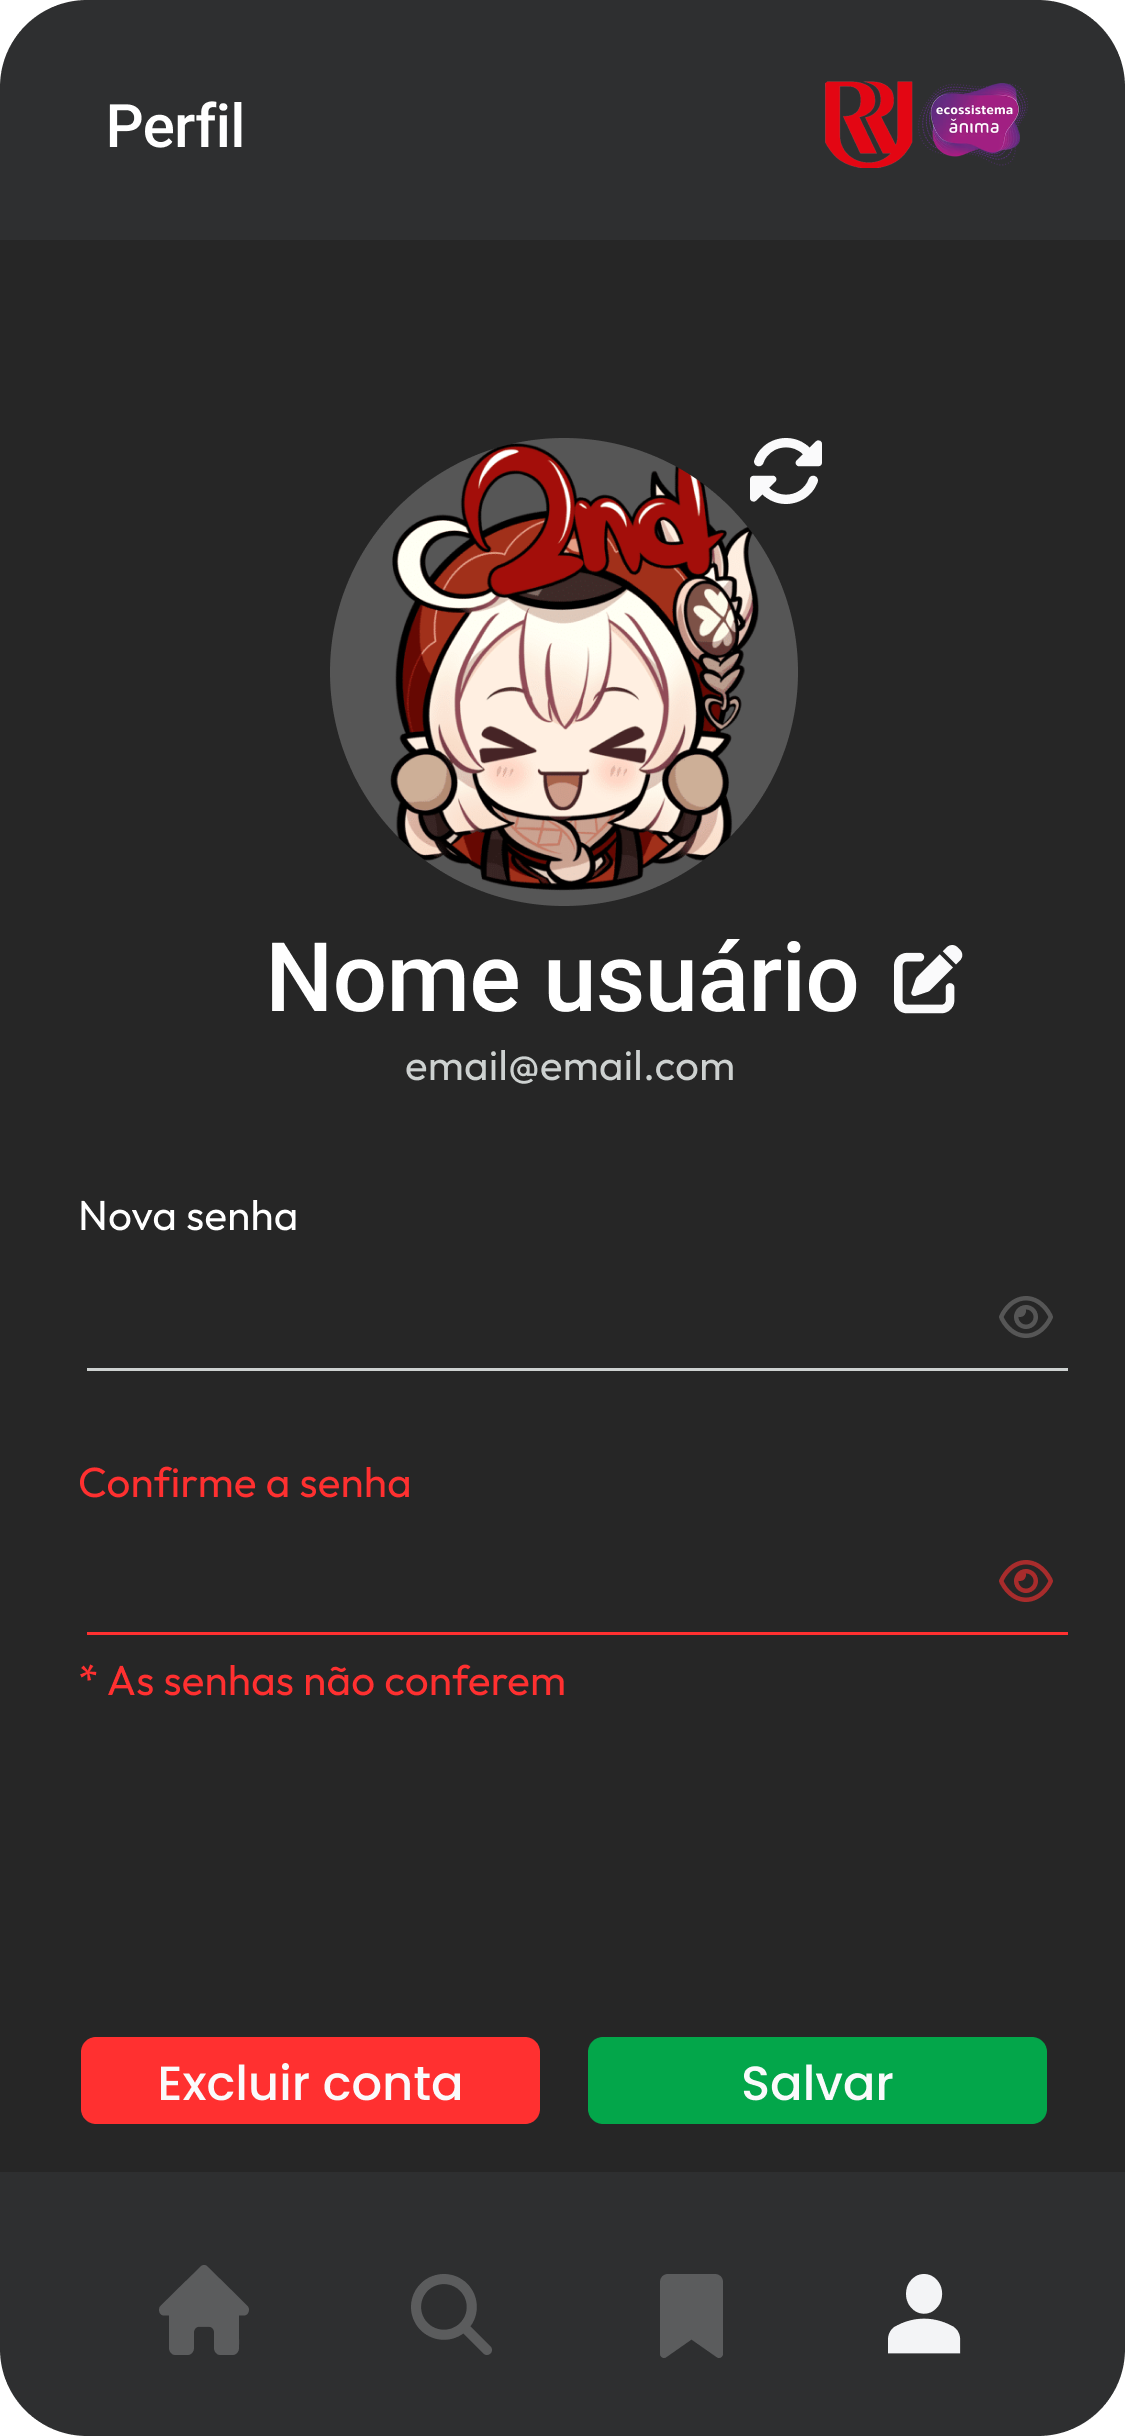 Perfil
ecossistema
ănıma
2nd
Nome usuário
email@email.com
Nova senha
Confirme a senha
* As senhas não conferem
Excluir conta
Salvar